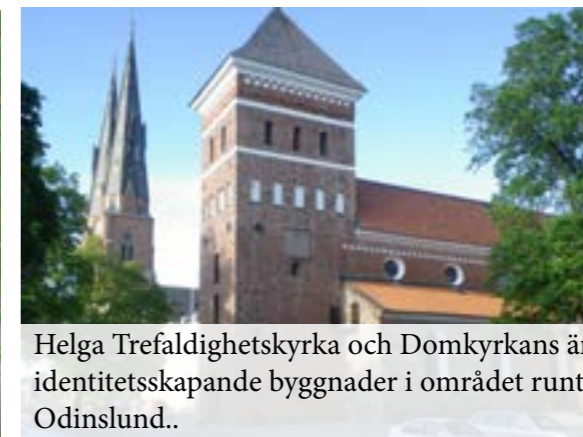 Helga Trefaldighetskyrka och Domkyrkans är
identitetsskapande byggnader i området runt
Odinslund..